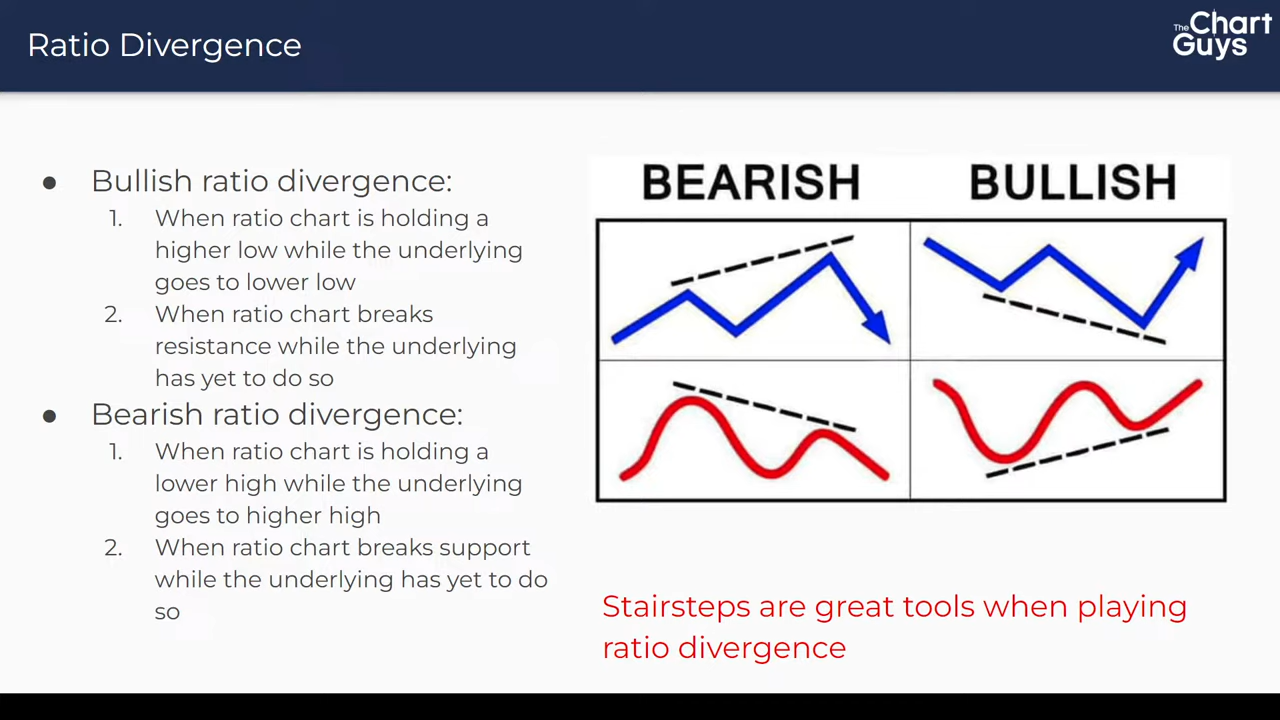 Ratio Divergence
The Chart
Guys
● Bullish ratio divergence:
1. When ratio chart is holding a
higher low while the underlying
goes to lower low
2. When ratio chart breaks
resistance while the underlying
has yet to do so
● Bearish ratio divergence:
1. When ratio chart is holding a
lower high while the underlying
goes to higher high
2. When ratio chart breaks support
while the underlying has yet to do
so
BEARISH
BULLISH
Stairsteps are great tools when playing
ratio divergence